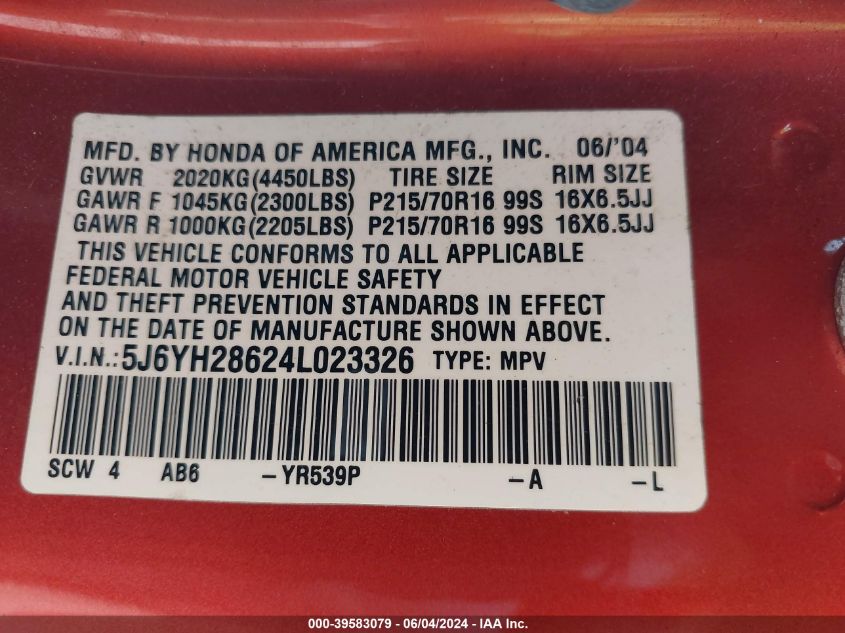 MFD. BY HONDA OF AMERICA MFG., INC. 06/'04
GVWR 2020KG(4450LBS) TIRE SIZE RIM SIZE
GAWR F 1045KG(2300LBS) P215/70R16 99S 16X6.5JJ
GAWR R 1000KG(2205LBS) P215/70R16 99S 16X6.5JJ
THIS VEHICLE CONFORMS TO ALL APPLICABLE
FEDERAL MOTOR VEHICLE SAFETY
AND THEFT PREVENTION STANDARDS IN EFFECT
ON THE DATE OF MANUFACTURE SHOWN ABOVE.
V.I.N.: 5J6YH28624L023326 TYPE: MPV
SCW 4 AB6 -YR539P -A -L
000-39583079 - 06/04/2024 - IAA Inc.